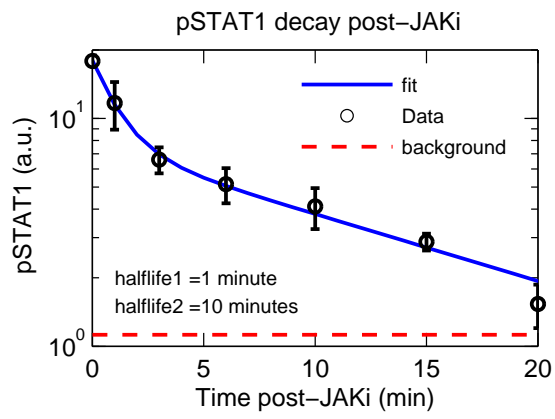 pSTAT1 decay post−JAKi
fit
Data
background
10^1
10^0
pSTAT1 (a.u.)
halflife1 =1 minute
halflife2 =10 minutes
0 5 10 15 20
Time post−JAKi (min)